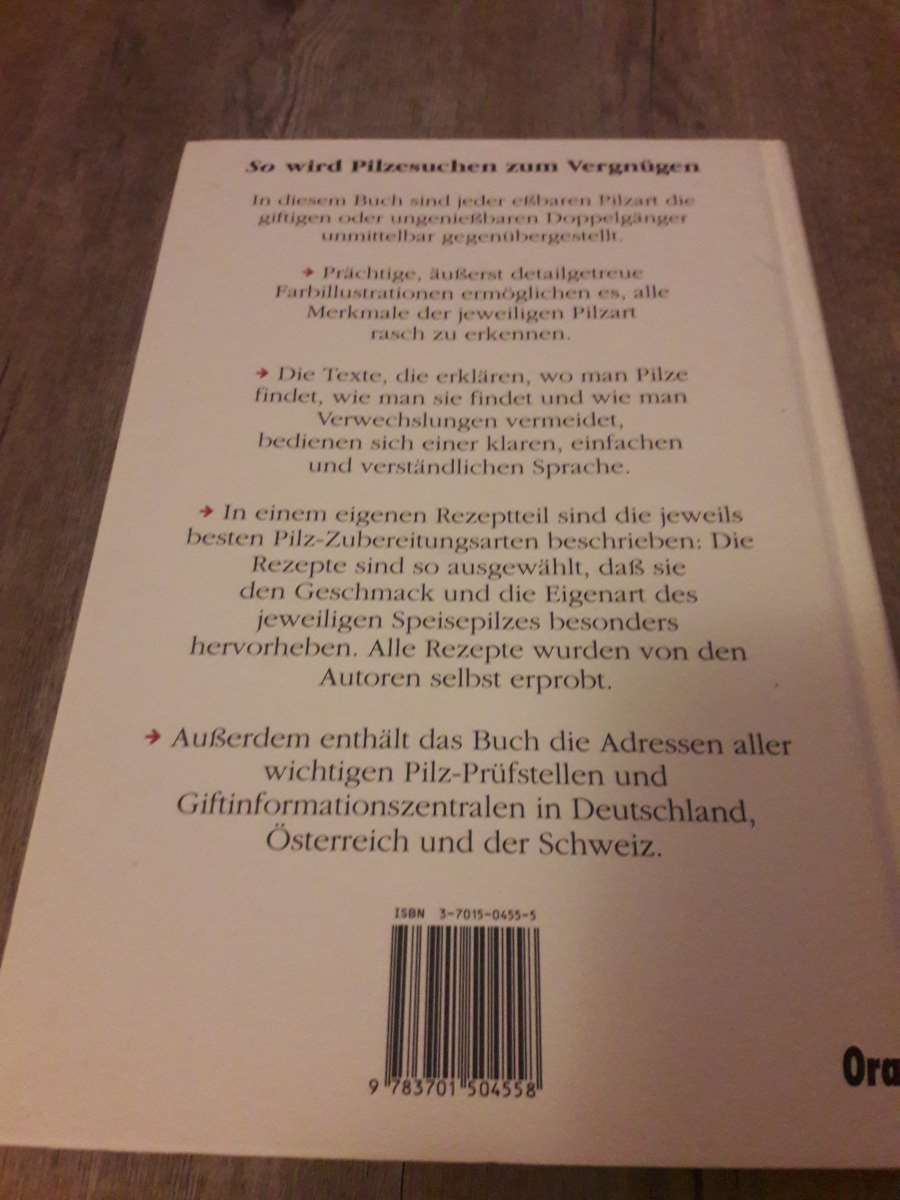 So wird Pilzesuchen zum Vergnügen
In diesem Buch sind jeder eßbaren Pilzart die
giftigen oder ungenießbaren Doppelgänger
unmittelbar gegenübergestellt.
→ Prächtige, äußerst detailgetreue
Farbillustrationen ermöglichen es, alle
Merkmale der jeweiligen Pilzart
rasch zu erkennen.
→ Die Texte, die erklären, wo man Pilze
findet, wie man sie findet und wie man
Verwechslungen vermeidet,
bedienen sich einer klaren, einfachen
und verständlichen Sprache.
→ In einem eigenen Rezeptteil sind die jeweils
besten Pilz-Zubereitungsarten beschrieben: Die
Rezepte sind so ausgewählt, daß sie
den Geschmack und die Eigenart des
jeweiligen Speisepilzes besonders
hervorheben. Alle Rezepte wurden von den
Autoren selbst erprobt.
→ Außerdem enthält das Buch die Adressen aller
wichtigen Pilz-Prüfstellen und
Giftinformationszentralen in Deutschland,
Österreich und der Schweiz.
ISBN 3-7015-0455-5
9 783701 504558
Ora